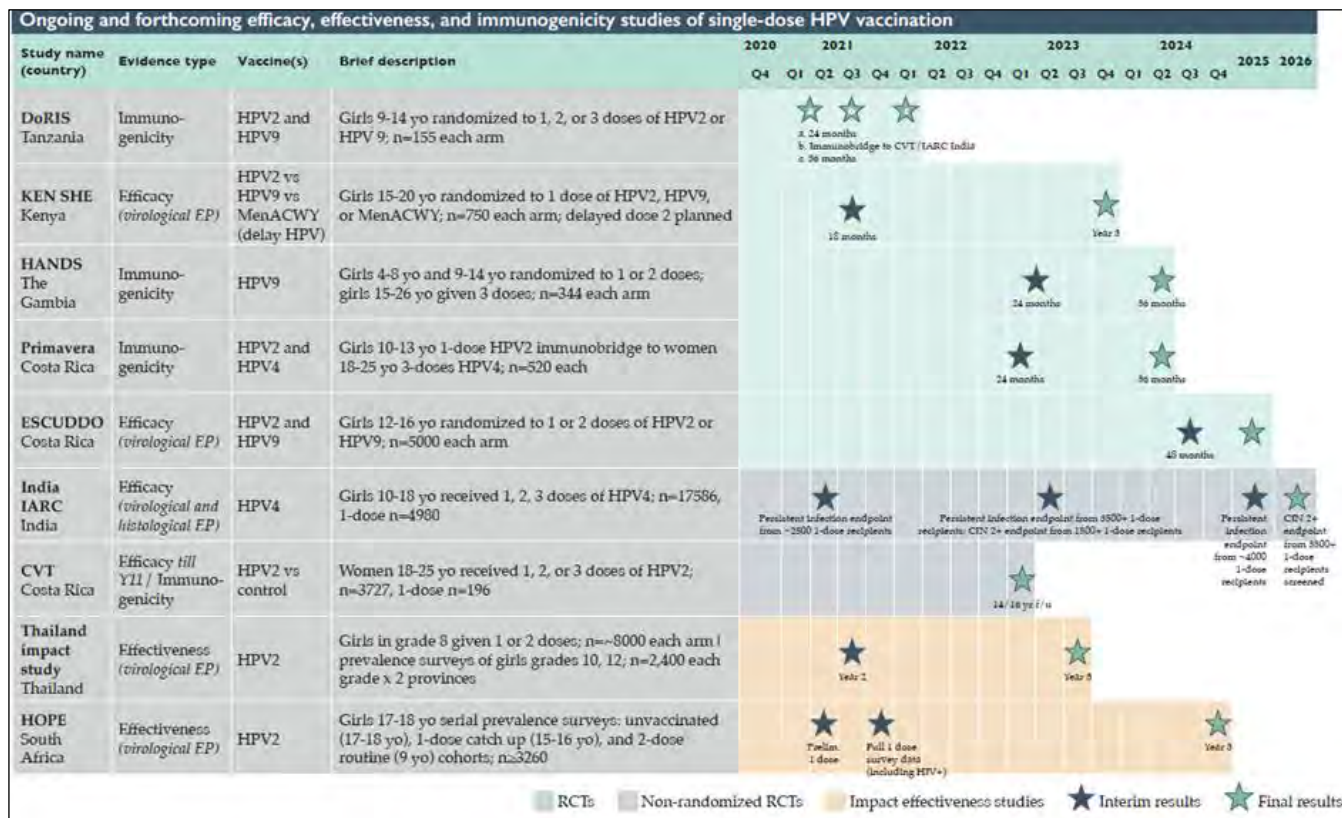 Ongoing and forthcoming efficacy, effectiveness, and immunogenicity studies of single-dose HPV vaccination
Study name
(country)
Evidence type
Vaccine(s)
Brief description
2020
2021
2022
2023
2024
2025
2026
Q4
Q1
Q2
Q3
Q4
Q1
Q2
Q3
Q4
Q1
Q2
Q3
Q4
Q1
Q2
Q3
Q4
DoRIS
Tanzania
Immuno-
genicity
HPV2 and
HPV9
Girls 9-14 yo randomized to 1, 2, or 3 doses of HPV2 or
HPV 9; n=155 each arm
a. 24 months
b. Immunobridge to CVT/IARC India
c. 36 months
KEN SHE
Kenya
Efficacy
(virological EP)
HPV2 vs
HPV9 vs
MenACWY
(delay HPV)
Girls 15-20 yo randomized to 1 dose of HPV2, HPV9,
or MenACWY; n=750 each arm; delayed dose 2 planned
18 months
Year 3
HANDS
The
Gambia
Immuno-
genicity
HPV9
Girls 4-8 yo and 9-14 yo randomized to 1 or 2 doses;
girls 15-26 yo given 3 doses; n=344 each arm
24 months
36 months
Primavera
Costa Rica
Immuno-
genicity
HPV2 and
HPV4
Girls 10-13 yo 1-dose HPV2 immunobridge to women
18-25 yo 3-doses HPV4; n=520 each
24 months
36 months
ESCUDDO
Costa Rica
Efficacy
(virological EP)
HPV2 and
HPV9
Girls 12-16 yo randomized to 1 or 2 doses of HPV2 or
HPV9; n=5000 each arm
48 months
India
IARC
India
Efficacy
(virological and
histological EP)
HPV4
Girls 10-18 yo received 1, 2, 3 doses of HPV4; n=17586,
1-dose n=4980
Persistent infection endpoint
from ~2500 1-dose recipients
Persistent infection endpoint from 3500+ 1-dose
recipients: CIN 2+ endpoint from 1500+ 1-dose recipients
Persistent
infection
endpoint
from ~4000
1-dose
recipients
CIN 2+
endpoint
from 3500+
1-dose
recipients
screened
CVT
Costa Rica
Efficacy till
Y11 / Immuno-
genicity
HPV2 vs
control
Women 18-25 yo received 1, 2, or 3 doses of HPV2;
n=3727, 1-dose n=196
14/16 yr f/u
Thailand
impact
study
Thailand
Effectiveness
(virological EP)
HPV2
Girls in grade 8 given 1 or 2 doses; n=~8000 each arm |
prevalence surveys of girls grades 10, 12; n=2,400 each
grade x 2 provinces
Year 2
HOPE
South
Africa
Effectiveness
(virological EP)
HPV2
Girls 17-18 yo serial prevalence surveys: unvaccinated
(17-18 yo), 1-dose catch up (15-16 yo), and 2-dose
routine (9 yo) cohorts; n≥3260
Prelim.
1 dose
Full 1 dose
survey data
(including HIV+)
Year 3
RCTs
Non-randomized RCTs
Impact effectiveness studies
Interim results
Final results